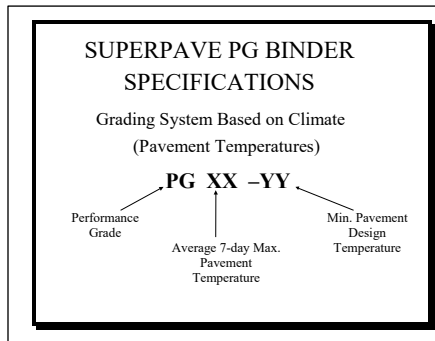 SUPERPAVE PG BINDER
SPECIFICATIONS
Grading System Based on Climate
(Pavement Temperatures)
PG XX –YY
Performance
Grade
Average 7-day Max.
Pavement
Temperature
Min. Pavement
Design
Temperature